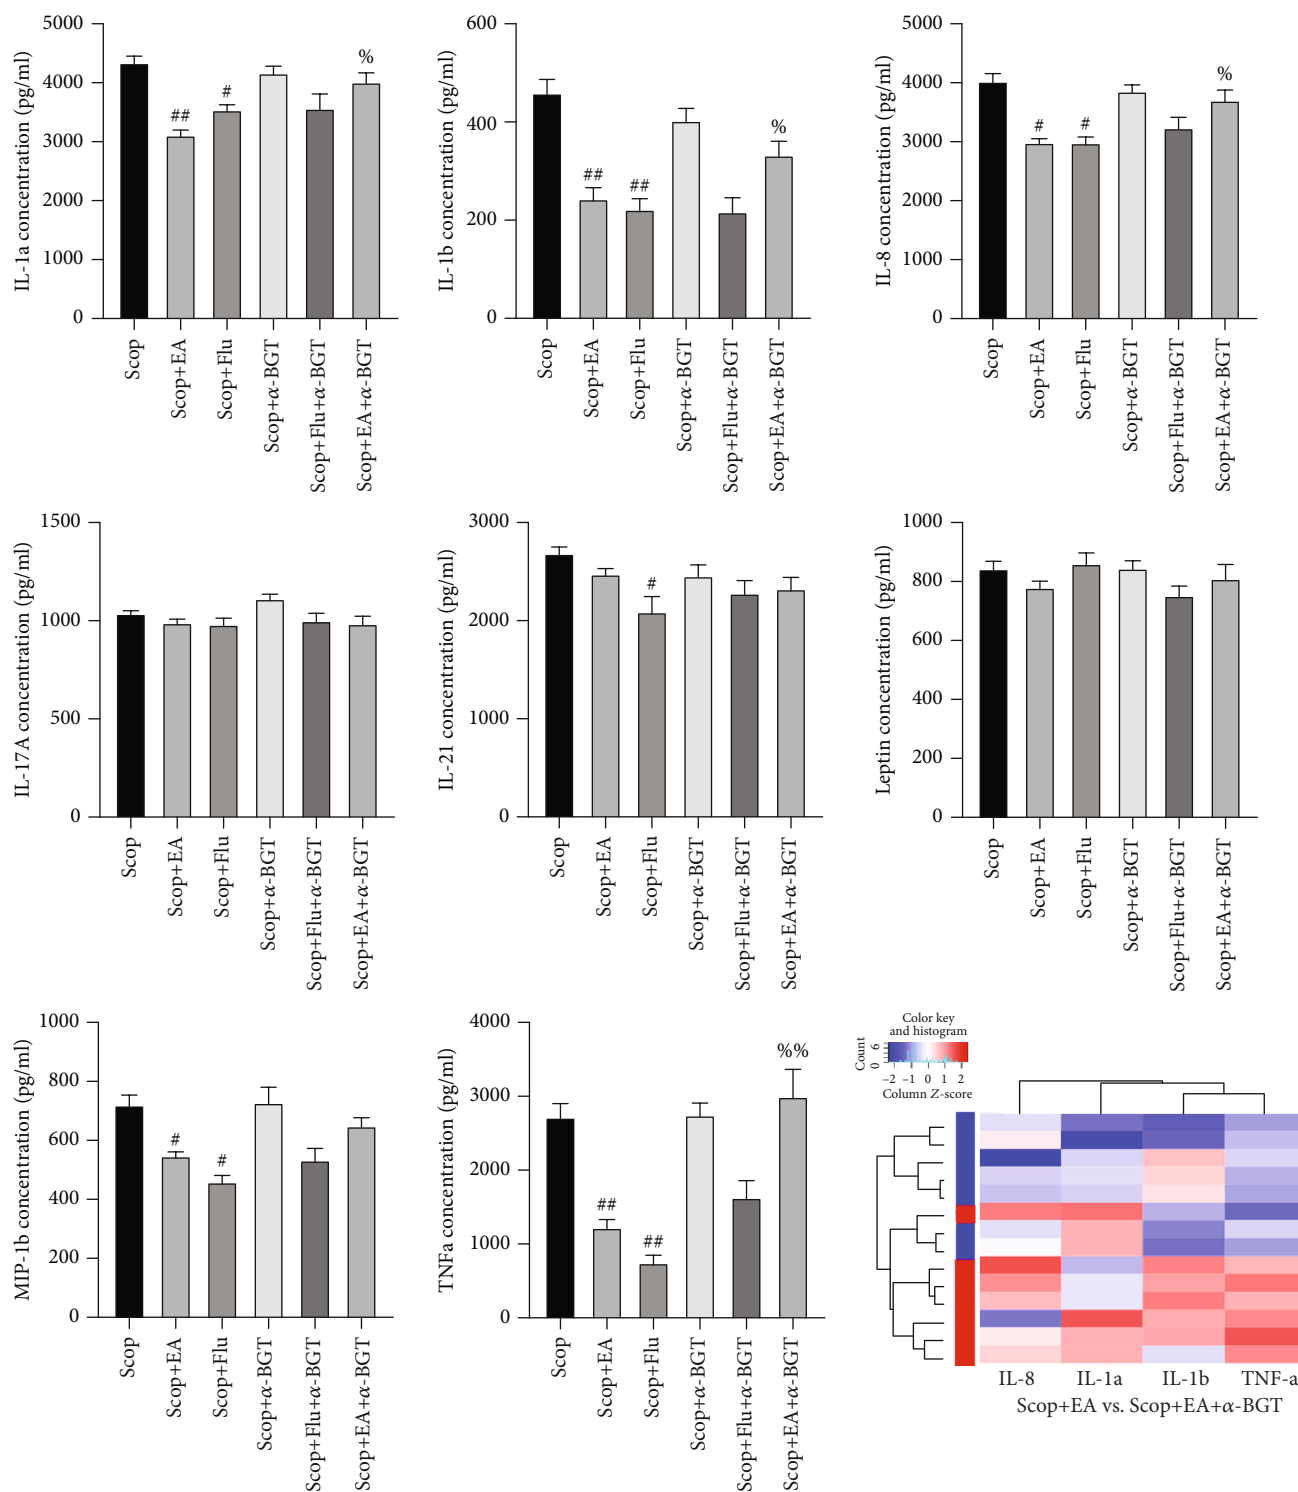 IL-1a concentration (pg/ml)
5000
4000
3000
2000
1000
0
##
#
%
Scop
Scop+EA
Scop+Flu
Scop+α-BGT
Scop+Flu+α-BGT
Scop+EA+α-BGT
IL-1b concentration (pg/ml)
600
400
200
0
##
##
%
Scop
Scop+EA
Scop+Flu
Scop+α-BGT
Scop+Flu+α-BGT
Scop+EA+α-BGT
IL-8 concentration (pg/ml)
5000
4000
3000
2000
1000
0
#
#
%
Scop
Scop+EA
Scop+Flu
Scop+α-BGT
Scop+Flu+α-BGT
Scop+EA+α-BGT
IL-17A concentration (pg/ml)
1500
1000
500
0
Scop
Scop+EA
Scop+Flu
Scop+α-BGT
Scop+Flu+α-BGT
Scop+EA+α-BGT
IL-21 concentration (pg/ml)
3000
2000
1000
0
#
Scop
Scop+EA
Scop+Flu
Scop+α-BGT
Scop+Flu+α-BGT
Scop+EA+α-BGT
Leptin concentration (pg/ml)
1000
800
600
400
200
0
Scop
Scop+EA
Scop+Flu
Scop+α-BGT
Scop+Flu+α-BGT
Scop+EA+α-BGT
MIP-1b concentration (pg/ml)
1000
800
600
400
200
0
#
#
Scop
Scop+EA
Scop+Flu
Scop+α-BGT
Scop+Flu+α-BGT
Scop+EA+α-BGT
TNFa concentration (pg/ml)
4000
3000
2000
1000
0
##
##
%%
Scop
Scop+EA
Scop+Flu
Scop+α-BGT
Scop+Flu+α-BGT
Scop+EA+α-BGT
Color key
and histogram
Count
6
0
−2 −1 0 1 2
Column Z-score
IL-8 IL-1a IL-1b TNF-a
Scop+EA vs. Scop+EA+α-BGT